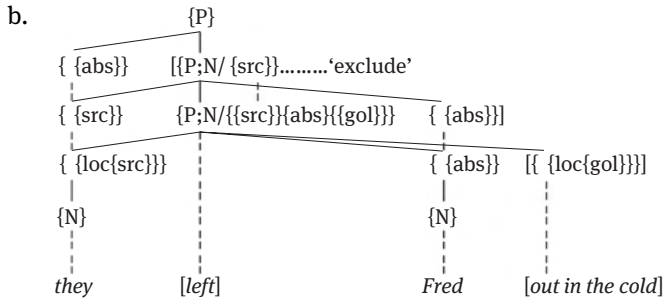 b. {P}
{ {abs}} [{P;N/ {src}}.........‘exclude’
{ {src}} {P;N/{{src}}{abs}{{gol}}} { {abs}}]
{ {loc{src}}} { {abs}} [{ {loc{gol}}}]
{N} {N}
they [left] Fred [out in the cold]